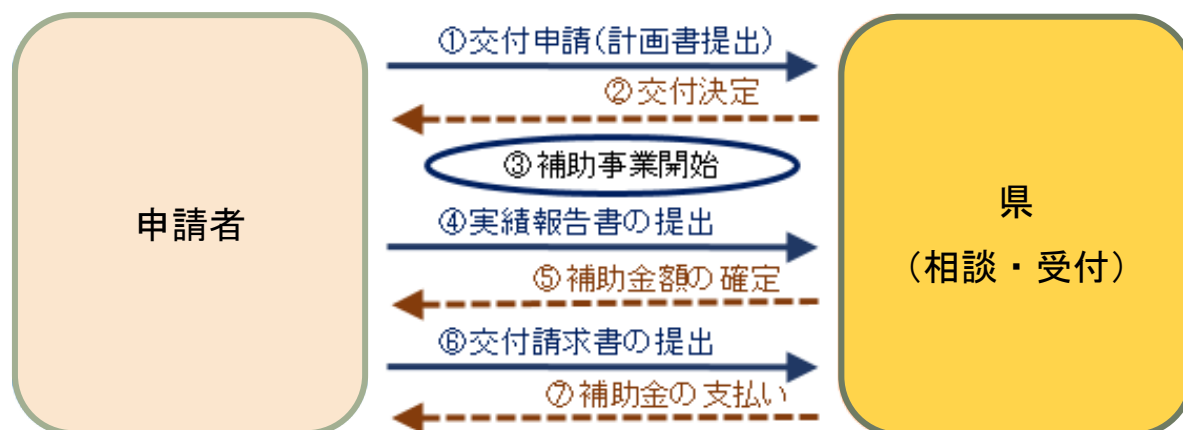 申請者
①交付申請(計画書提出)
②交付決定
③補助事業開始
④実績報告書の提出
⑤補助金額の確定
⑥交付請求書の提出
⑦補助金の支払い
県
（相談・受付）